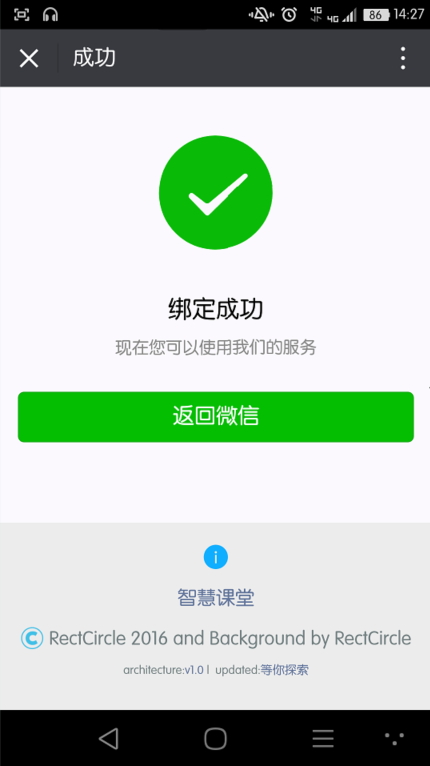 4G 4G 86 14:27
成功
绑定成功
现在您可以使用我们的服务
返回微信
智慧课堂
© RectCircle 2016 and Background by RectCircle
architecture:v1.0 | updated:等你探索